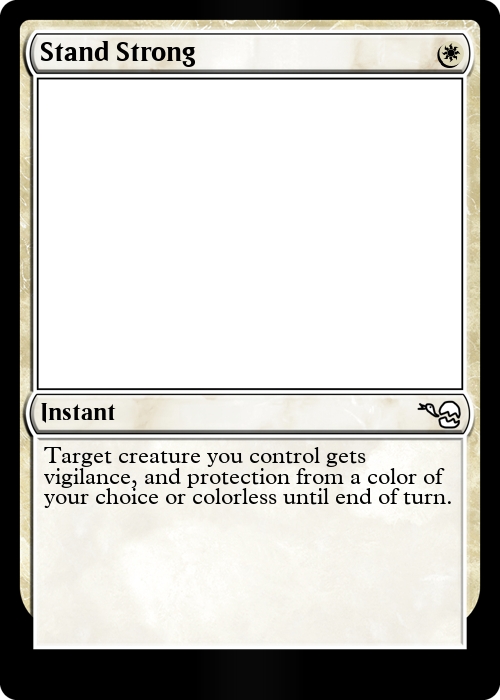 Stand Strong
Instant
Target creature you control gets
vigilance, and protection from a color of
your choice or colorless until end of turn.